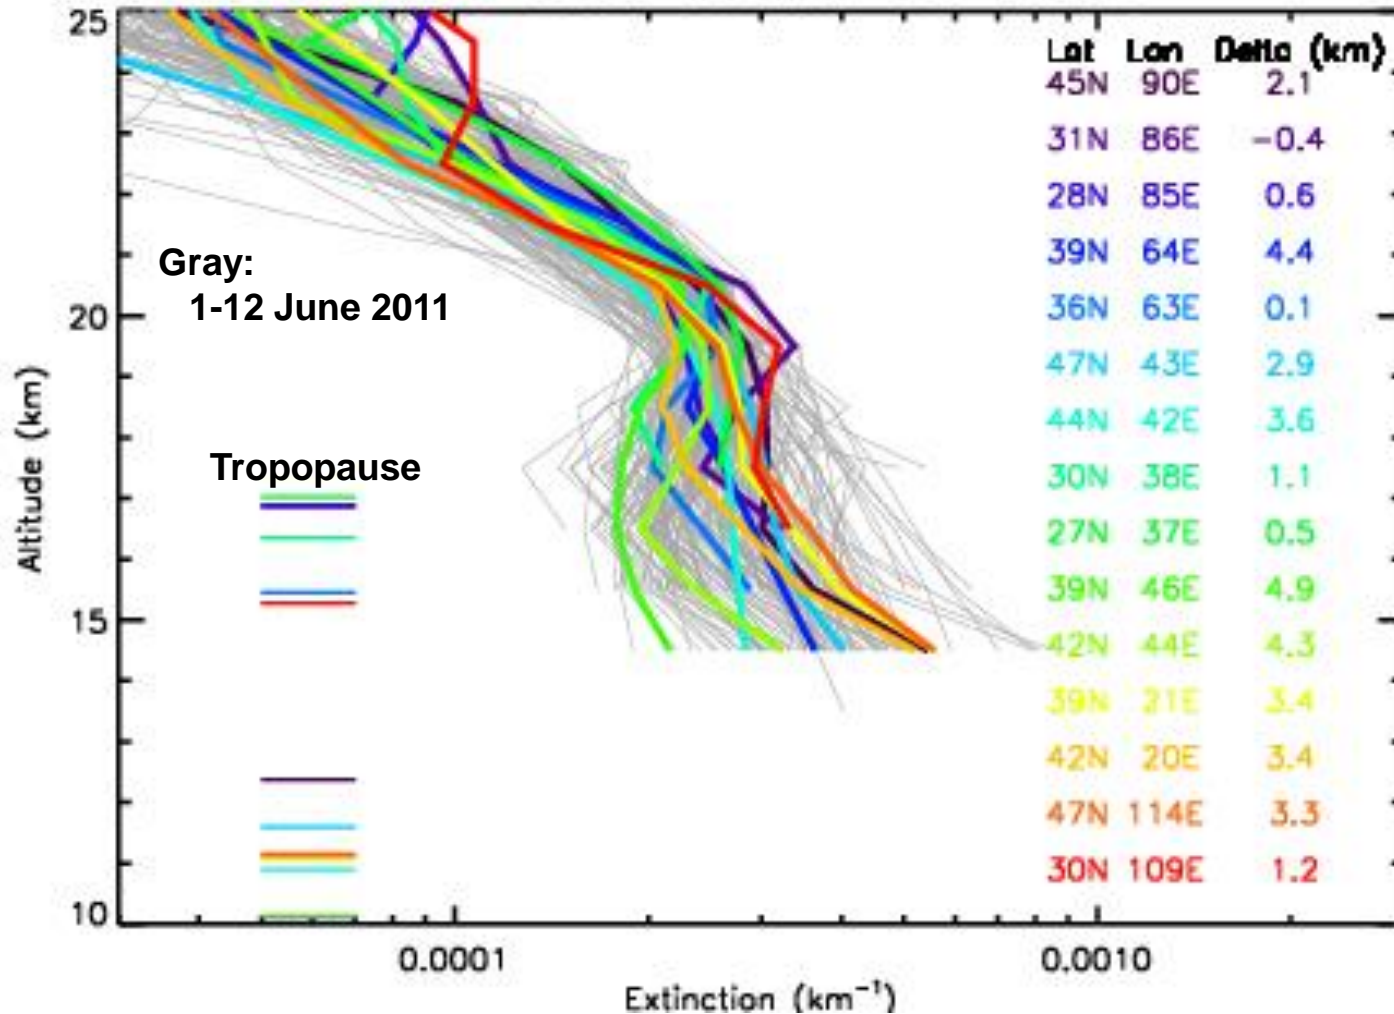 25
Lat Lon Delta (km)
45N 90E 2.1
31N 86E −0.4
28N 85E 0.6
Gray:
39N 64E 4.4
1-12 June 2011
20
36N 63E 0.1
47N 43E 2.9
44N 42E 3.6
Tropopause
30N 38E 1.1
Altitude (km)
27N 37E 0.5
39N 46E 4.9
15
42N 44E 4.3
39N 21E 3.4
42N 20E 3.4
47N 114E 3.3
30N 109E 1.2
10
0.0001 0.0010
Extinction (km⁻¹)